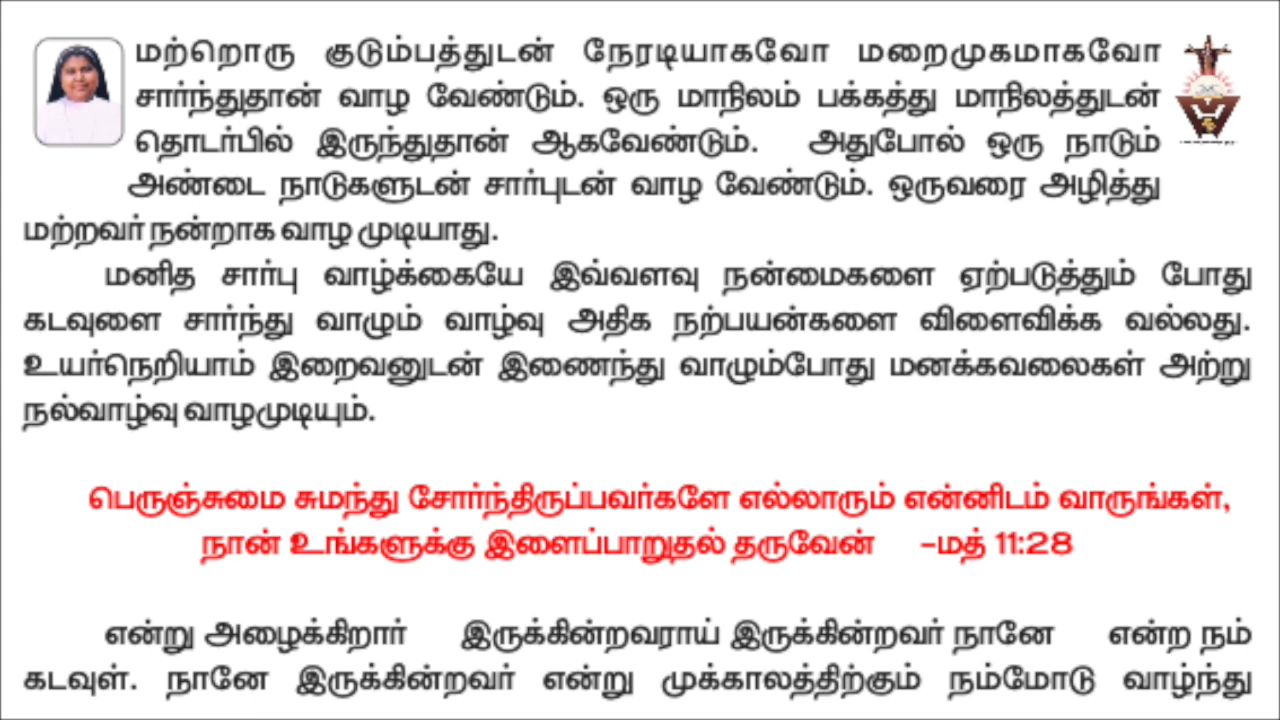 மற்றொரு குடும்பத்துடன் நேரடியாகவோ மறைமுகமாகவோ
சார்ந்துதான் வாழ வேண்டும். ஒரு மாநிலம் பக்கத்து மாநிலத்துடன்
தொடர்பில் இருந்துதான் ஆகவேண்டும். அதுபோல் ஒரு நாடும்
அண்டை நாடுகளுடன் சார்புடன் வாழ வேண்டும். ஒருவரை அழித்து
மற்றவர் நன்றாக வாழ முடியாது.
மனித சார்பு வாழ்க்கையே இவ்வளவு நன்மைகளை ஏற்படுத்தும் போது
கடவுளை சார்ந்து வாழும் வாழ்வு அதிக நற்பயன்களை விளைவிக்க வல்லது.
உயர்நெறியாம் இறைவனுடன் இணைந்து வாழும்போது மனக்கவலைகள் அற்று
நல்வாழ்வு வாழமுடியும்.
பெருஞ்சுமை சுமந்து சோர்ந்திருப்பவர்களே எல்லாரும் என்னிடம் வாருங்கள்,
நான் உங்களுக்கு இளைப்பாறுதல் தருவேன் -மத் 11:28
என்று அழைக்கிறார் இருக்கின்றவராய் இருக்கின்றவர் நானே என்ற நம்
கடவுள். நானே இருக்கின்றவர் என்று முக்காலத்திற்கும் நம்மோடு வாழ்ந்து